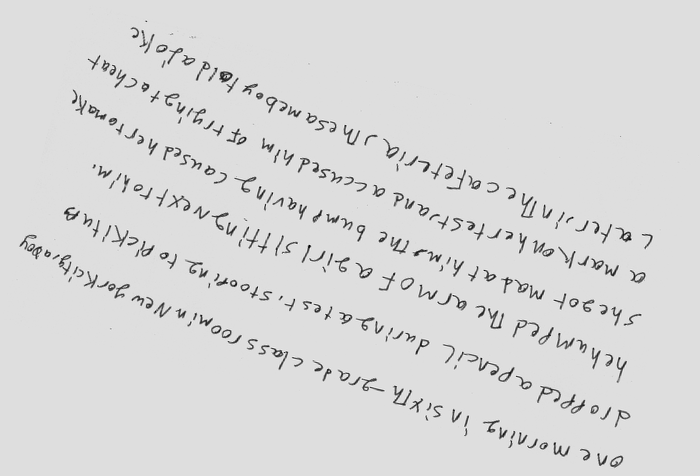 one morning in sixth-grade class room in New york city, a boy
dropped a pencil during a test, stooping to pick it up
he bumped the arm of a girl sitting next to him.
she got mad at him, the bump having caused her to make
a mark on her test, and accused him of trying to cheat
Later, in the cafeteria, the same boy told a joke